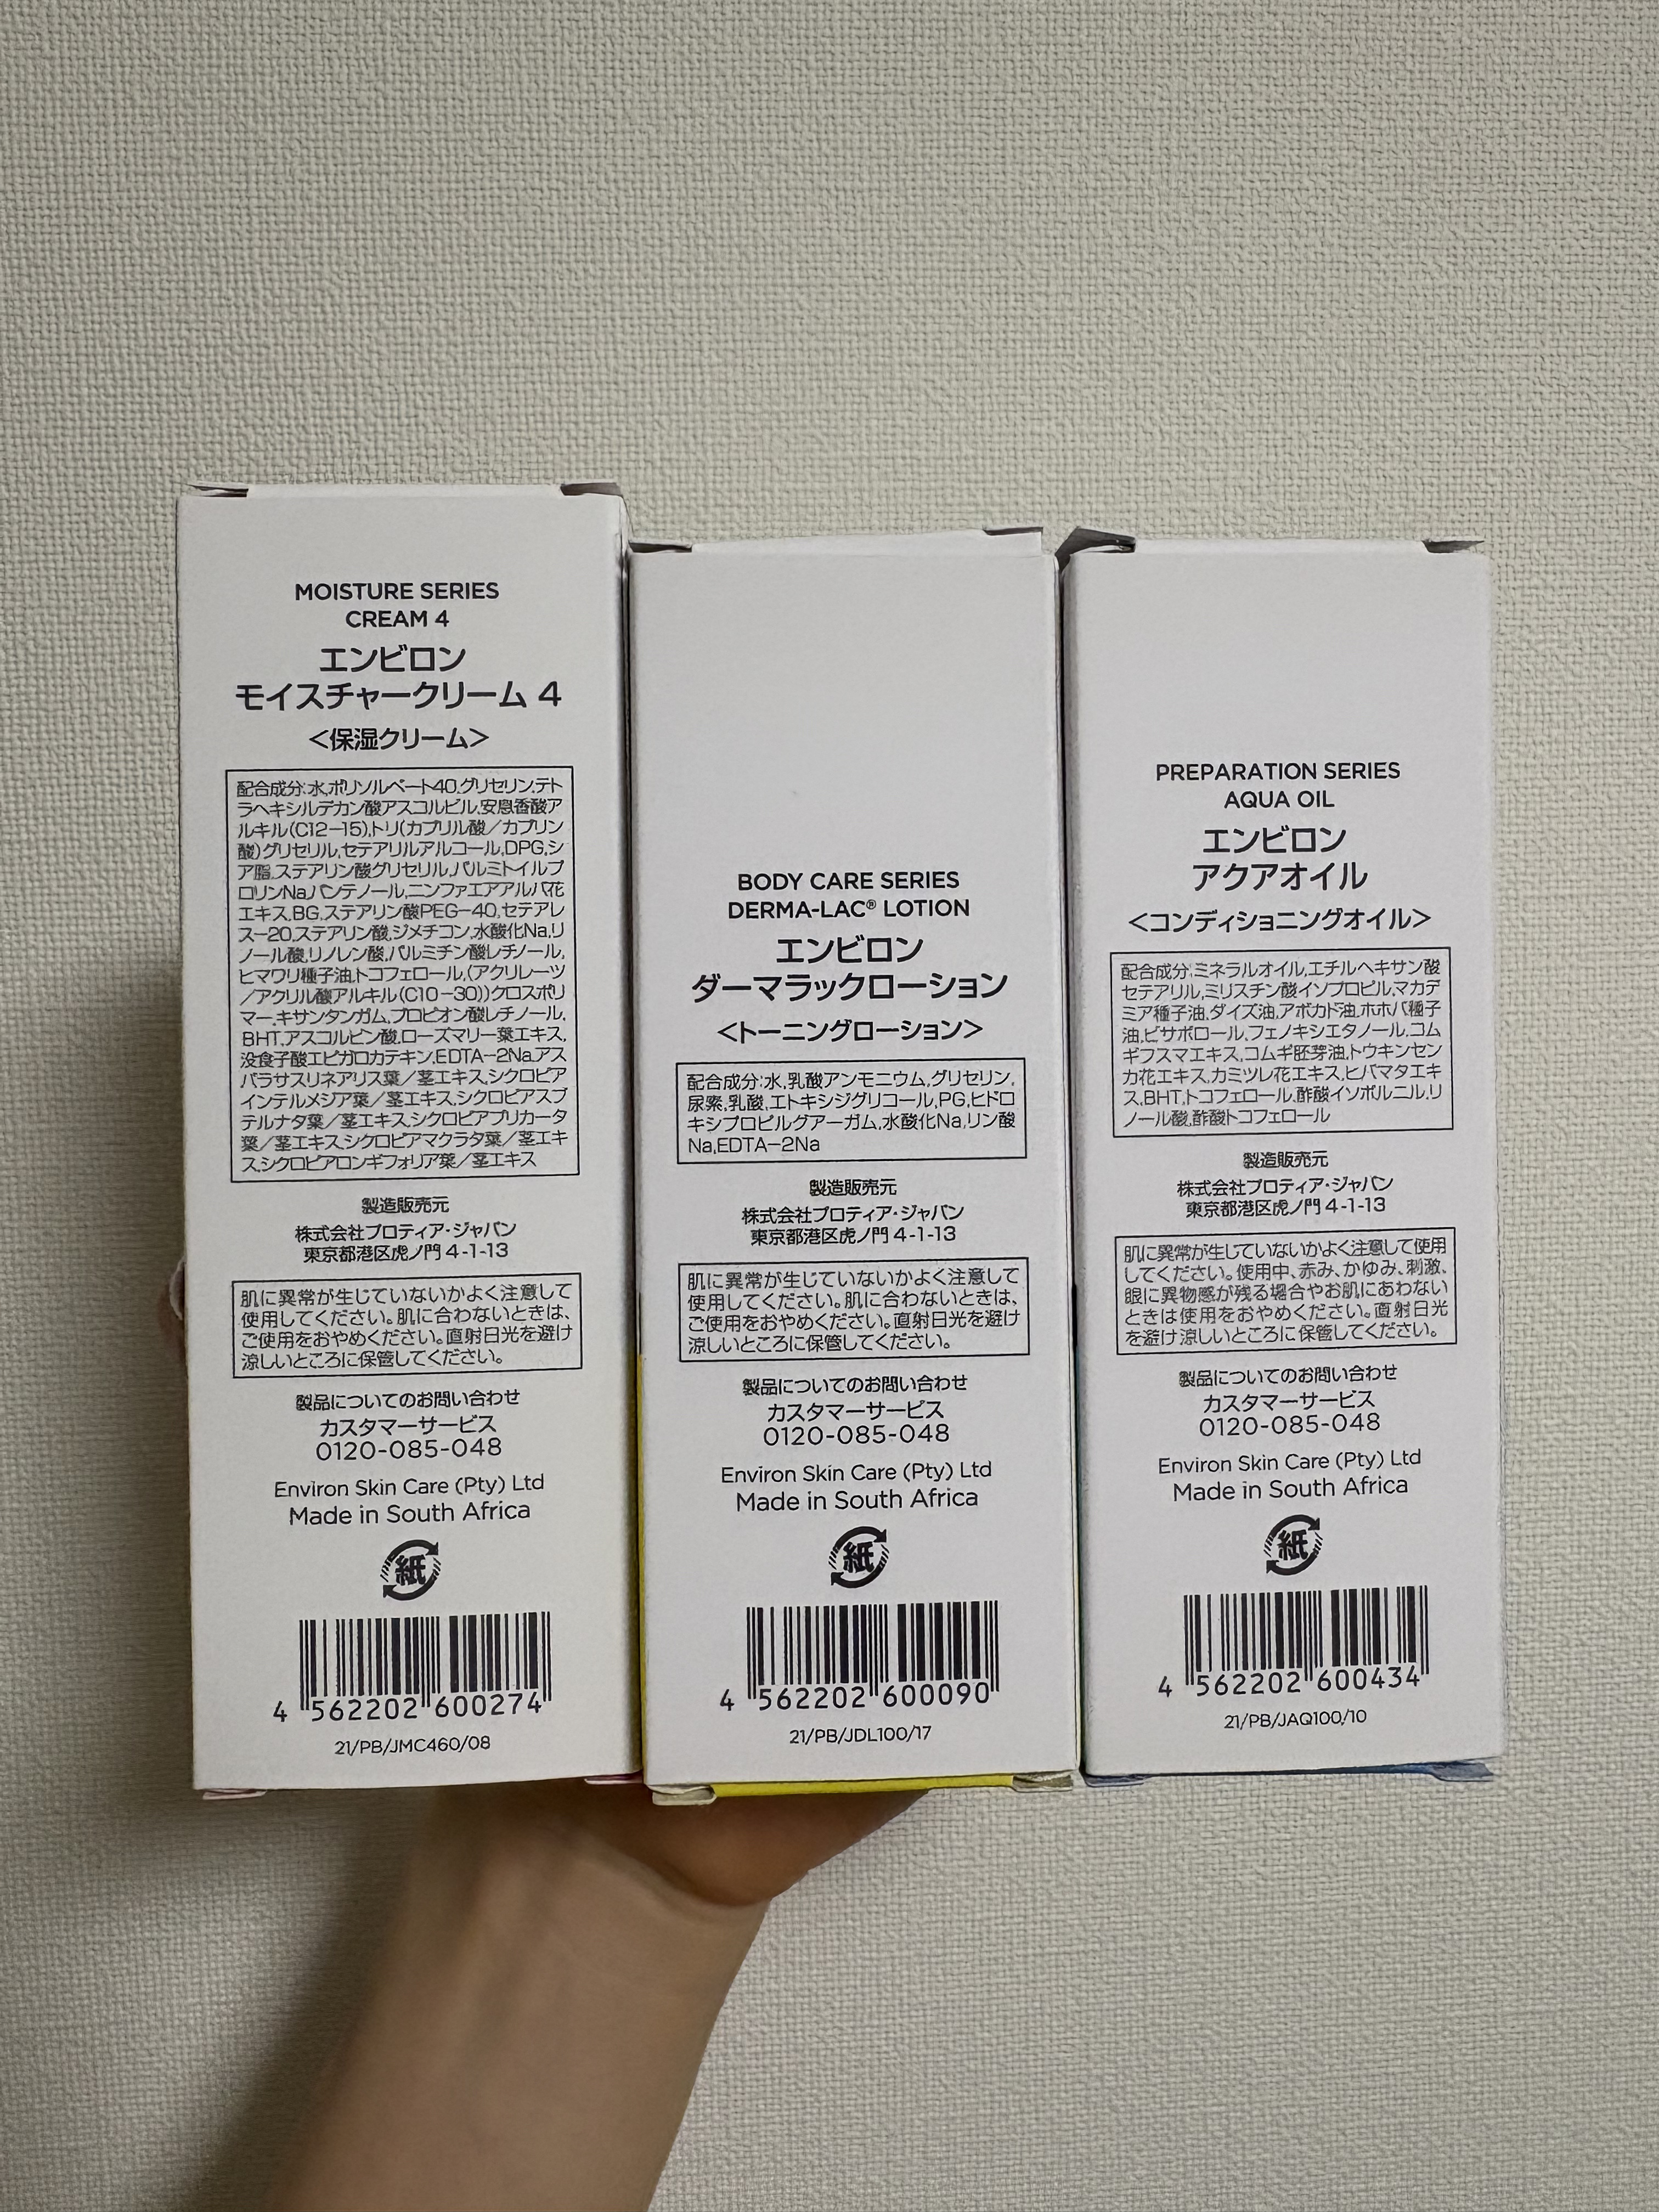 MOISTURE SERIES
CREAM 4
エンビロン
モイスチャークリーム 4
<保湿クリーム>
配合成分:水,ポリソルベート40,グリセリン,テト
ラヘキシルデカン酸アスコルビル,安息香酸ア
ルキル(C12-15),トリ(カプリル酸/カプリン
酸)グリセリル,セテアリルアルコール,DPG,シ
ア脂,ステアリン酸グリセリル,パルミトイルプ
ロリンNa,パンテノール,ニンファエアアルバ花
エキス,BG,ステアリン酸PEG-40,セテアレ
ス-20,ステアリン酸,ジメチコン,水酸化Na,リ
ノール酸,リノレン酸,パルミチン酸レチノール,
ヒマワリ種子油,トコフェロール,(アクリレーツ
/アクリル酸アルキル(C10-30))クロスポリ
マー,キサンタンガム,プロピオン酸レチノール,
BHT,アスコルビン酸,ローズマリー葉エキス,
没食子酸エピガロカテキン,EDTA-2Na,アス
パラサスリネアリス葉/茎エキス,シクロピア
インテルメジア葉/茎エキス,シクロピアスブ
テルナタ葉/茎エキス,シクロピアプリカータ
葉/茎エキス,シクロピアマクラタ葉/茎エキ
ス,シクロピアロンギフォリア葉/茎エキス
製造販売元
株式会社プロティア・ジャパン
東京都港区虎ノ門 4-1-13
肌に異常が生じていないかよく注意して
使用してください。肌に合わないときは、
ご使用をおやめください。直射日光を避け
涼しいところに保管してください。
製品についてのお問い合わせ
カスタマーサービス
0120-085-048
Environ Skin Care (Pty) Ltd
Made in South Africa
紙
4 562202 600274
21/PB/JMC460/08
BODY CARE SERIES
DERMA-LAC® LOTION
エンビロン
ダーマラックローション
<トーニングローション>
配合成分:水,乳酸アンモニウム,グリセリン,
尿素,乳酸,エトキシジグリコール,PG,ヒドロ
キシプロピルグアーガム,水酸化Na,リン酸
Na,EDTA-2Na
製造販売元
株式会社プロティア・ジャパン
東京都港区虎ノ門 4-1-13
肌に異常が生じていないかよく注意して
使用してください。肌に合わないときは、
ご使用をおやめください。直射日光を避け
涼しいところに保管してください。
製品についてのお問い合わせ
カスタマーサービス
0120-085-048
Environ Skin Care (Pty) Ltd
Made in South Africa
紙
4 562202 600090
21/PB/JDL100/17
PREPARATION SERIES
AQUA OIL
エンビロン
アクアオイル
<コンディショニングオイル>
配合成分:ミネラルオイル,エチルヘキサン酸
セテアリル,ミリスチン酸イソプロピル,マカデ
ミア種子油,ダイズ油,アボカド油,ホホバ種子
油,ビサボロール,フェノキシエタノール,コム
ギフスマエキス,コムギ胚芽油,トウキンセン
カ花エキス,カミツレ花エキス,ヒバマタエキ
ス,BHT,トコフェロール,酢酸イソボルニル,リ
ノール酸,酢酸トコフェロール
製造販売元
株式会社プロティア・ジャパン
東京都港区虎ノ門 4-1-13
肌に異常が生じていないかよく注意して使用
してください。使用中、赤み、かゆみ、刺激、
眼に異物感が残る場合やお肌にあわない
ときは使用をおやめください。直射日光
を避け涼しいところに保管してください。
製品についてのお問い合わせ
カスタマーサービス
0120-085-048
Environ Skin Care (Pty) Ltd
Made in South Africa
紙
4 562202 600434
21/PB/JAQ100/10